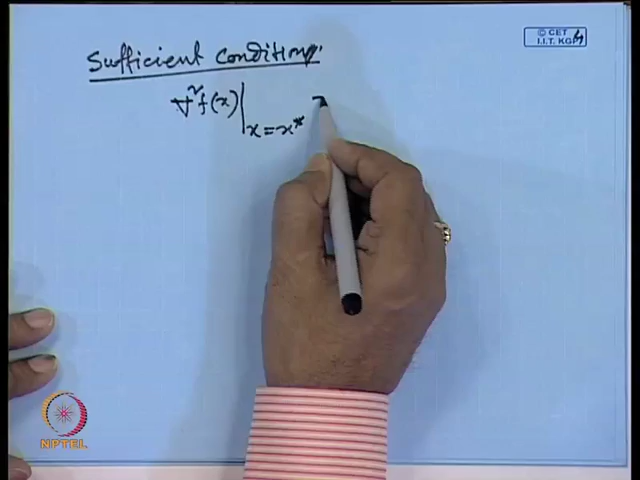 © CET
I.I.T. KGP
Sufficient condition:
∇²f(x)|ₓ₌ₓ*
NPTEL